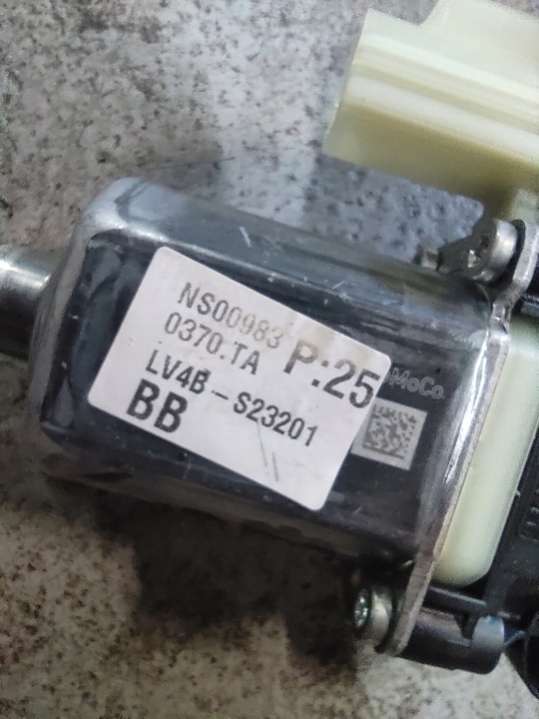 NS00983
0370.TA P:25
LV4B-S23201
BB
MoCo